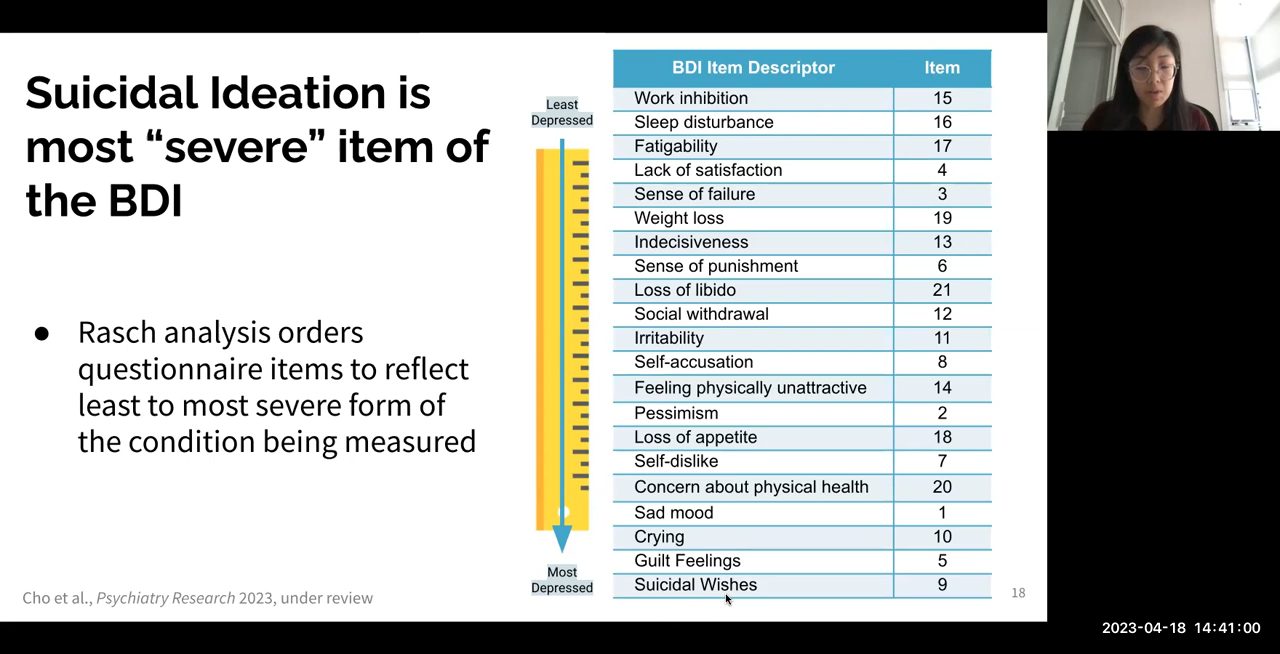 Suicidal Ideation is
most “severe” item of
the BDI
● Rasch analysis orders
questionnaire items to reflect
least to most severe form of
the condition being measured
Cho et al., Psychiatry Research 2023, under review
Least
Depressed
Most
Depressed
BDI Item Descriptor Item
Work inhibition 15
Sleep disturbance 16
Fatigability 17
Lack of satisfaction 4
Sense of failure 3
Weight loss 19
Indecisiveness 13
Sense of punishment 6
Loss of libido 21
Social withdrawal 12
Irritability 11
Self-accusation 8
Feeling physically unattractive 14
Pessimism 2
Loss of appetite 18
Self-dislike 7
Concern about physical health 20
Sad mood 1
Crying 10
Guilt Feelings 5
Suicidal Wishes 9
18
2023-04-18 14:41:00